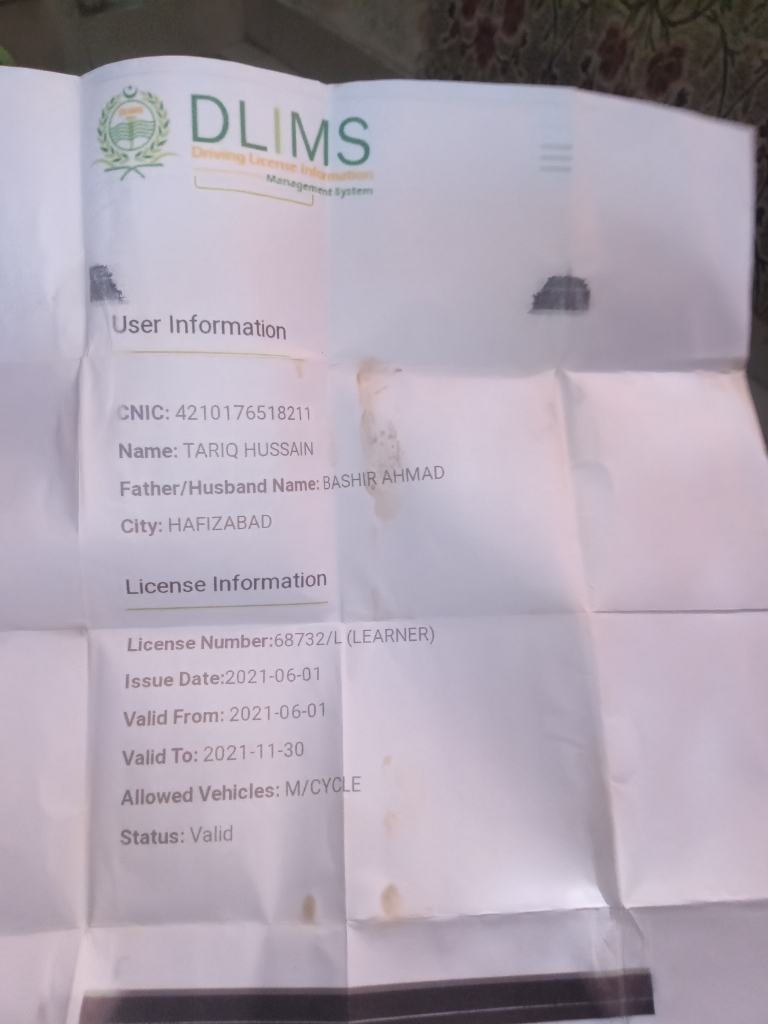 DLIMS
Driving License Information
Management System
User Information
CNIC: 4210176518211
Name: TARIQ HUSSAIN
Father/Husband Name: BASHIR AHMAD
City: HAFIZABAD
License Information
License Number:68732/L (LEARNER)
Issue Date:2021-06-01
Valid From: 2021-06-01
Valid To: 2021-11-30
Allowed Vehicles: M/CYCLE
Status: Valid